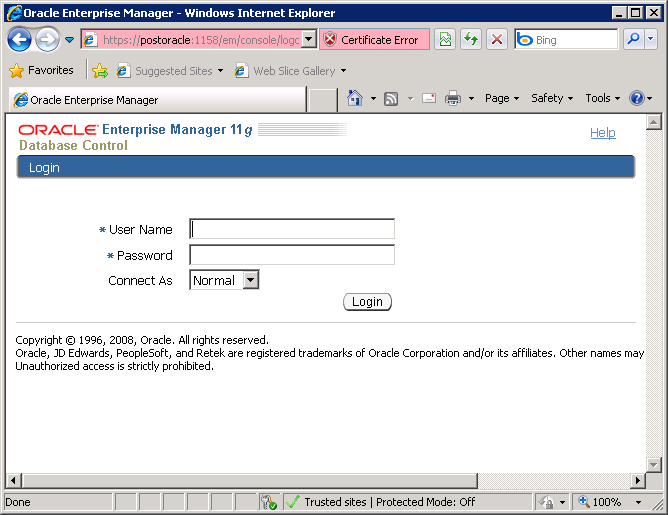 Oracle Enterprise Manager - Windows Internet Explorer
https://postoracle:1158/em/console/logo Certificate Error Bing
Favorites Suggested Sites Web Slice Gallery
Oracle Enterprise Manager Page Safety Tools
ORACLE Enterprise Manager 11g
Database Control
Help
Login
* User Name
* Password
Connect As Normal
Login
Copyright © 1996, 2008, Oracle. All rights reserved.
Oracle, JD Edwards, PeopleSoft, and Retek are registered trademarks of Oracle Corporation and/or its affiliates. Other names may
Unauthorized access is strictly prohibited.
Done Trusted sites | Protected Mode: Off 100%